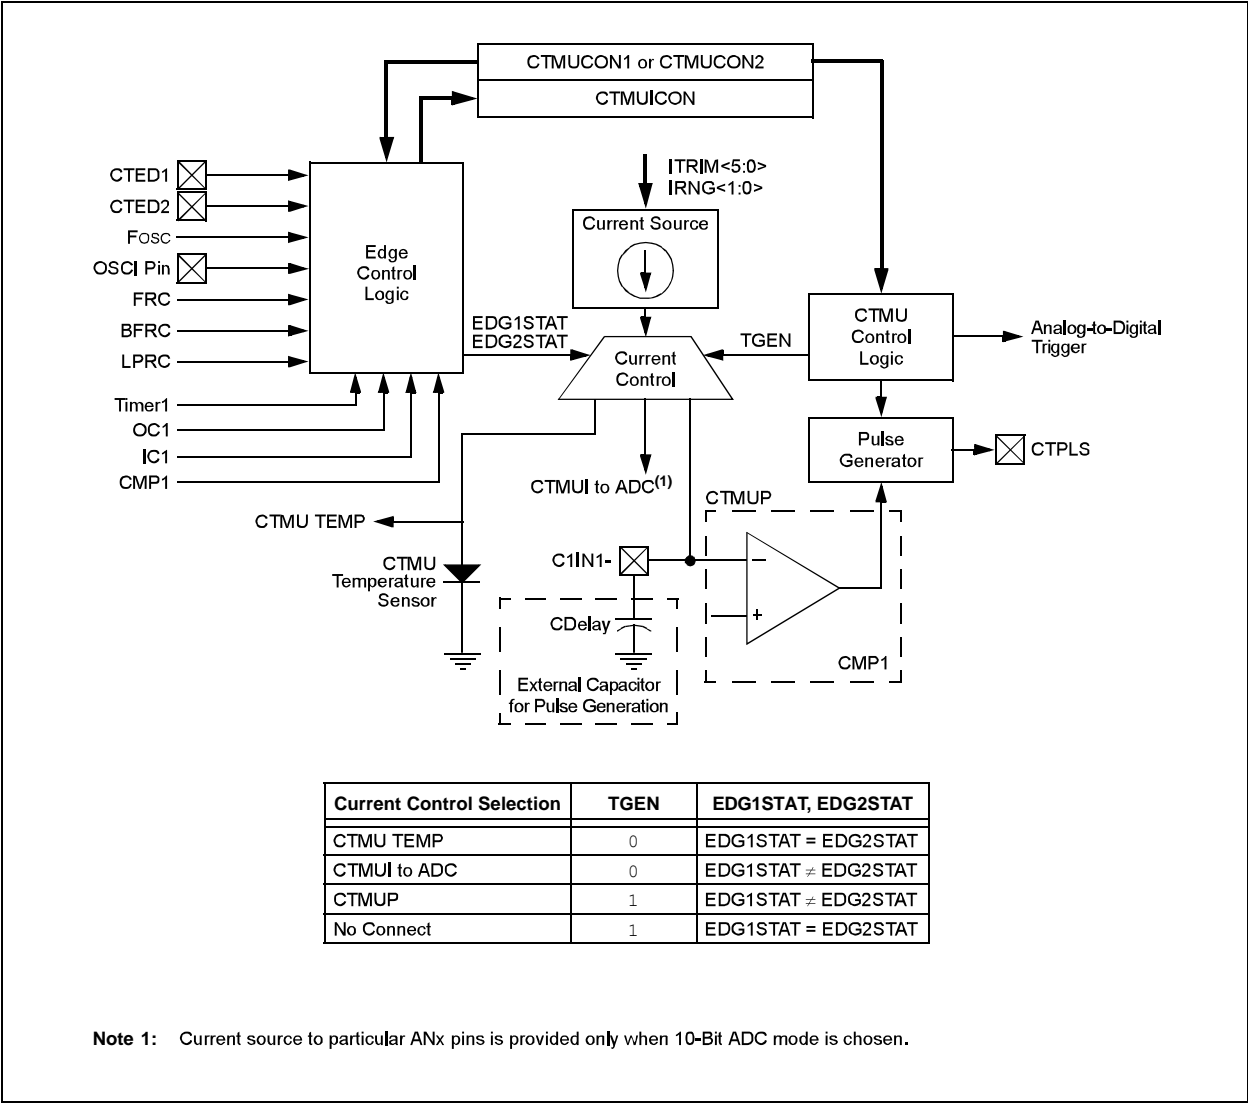 CTMUCON1 or CTMUCON2
CTMUICON
CTED1
CTED2
FOSC
OSCI Pin
FRC
BFRC
LPRC
Timer1
OC1
IC1
CMP1
Edge
Control
Logic
ITRIM<5:0>
IRNG<1:0>
Current Source
EDG1STAT
EDG2STAT
Current
Control
TGEN
CTMU
Control
Logic
Analog-to-Digital
Trigger
Pulse
Generator
CTPLS
CTMUI to ADC(1)
CTMUP
CTMU TEMP
CTMU
Temperature
Sensor
C1IN1-
CDelay
External Capacitor
for Pulse Generation
−
+
CMP1
Current Control Selection TGEN EDG1STAT, EDG2STAT
CTMU TEMP 0 EDG1STAT = EDG2STAT
CTMUI to ADC 0 EDG1STAT ≠ EDG2STAT
CTMUP 1 EDG1STAT ≠ EDG2STAT
No Connect 1 EDG1STAT = EDG2STAT
Note 1: Current source to particular ANx pins is provided only when 10-Bit ADC mode is chosen.